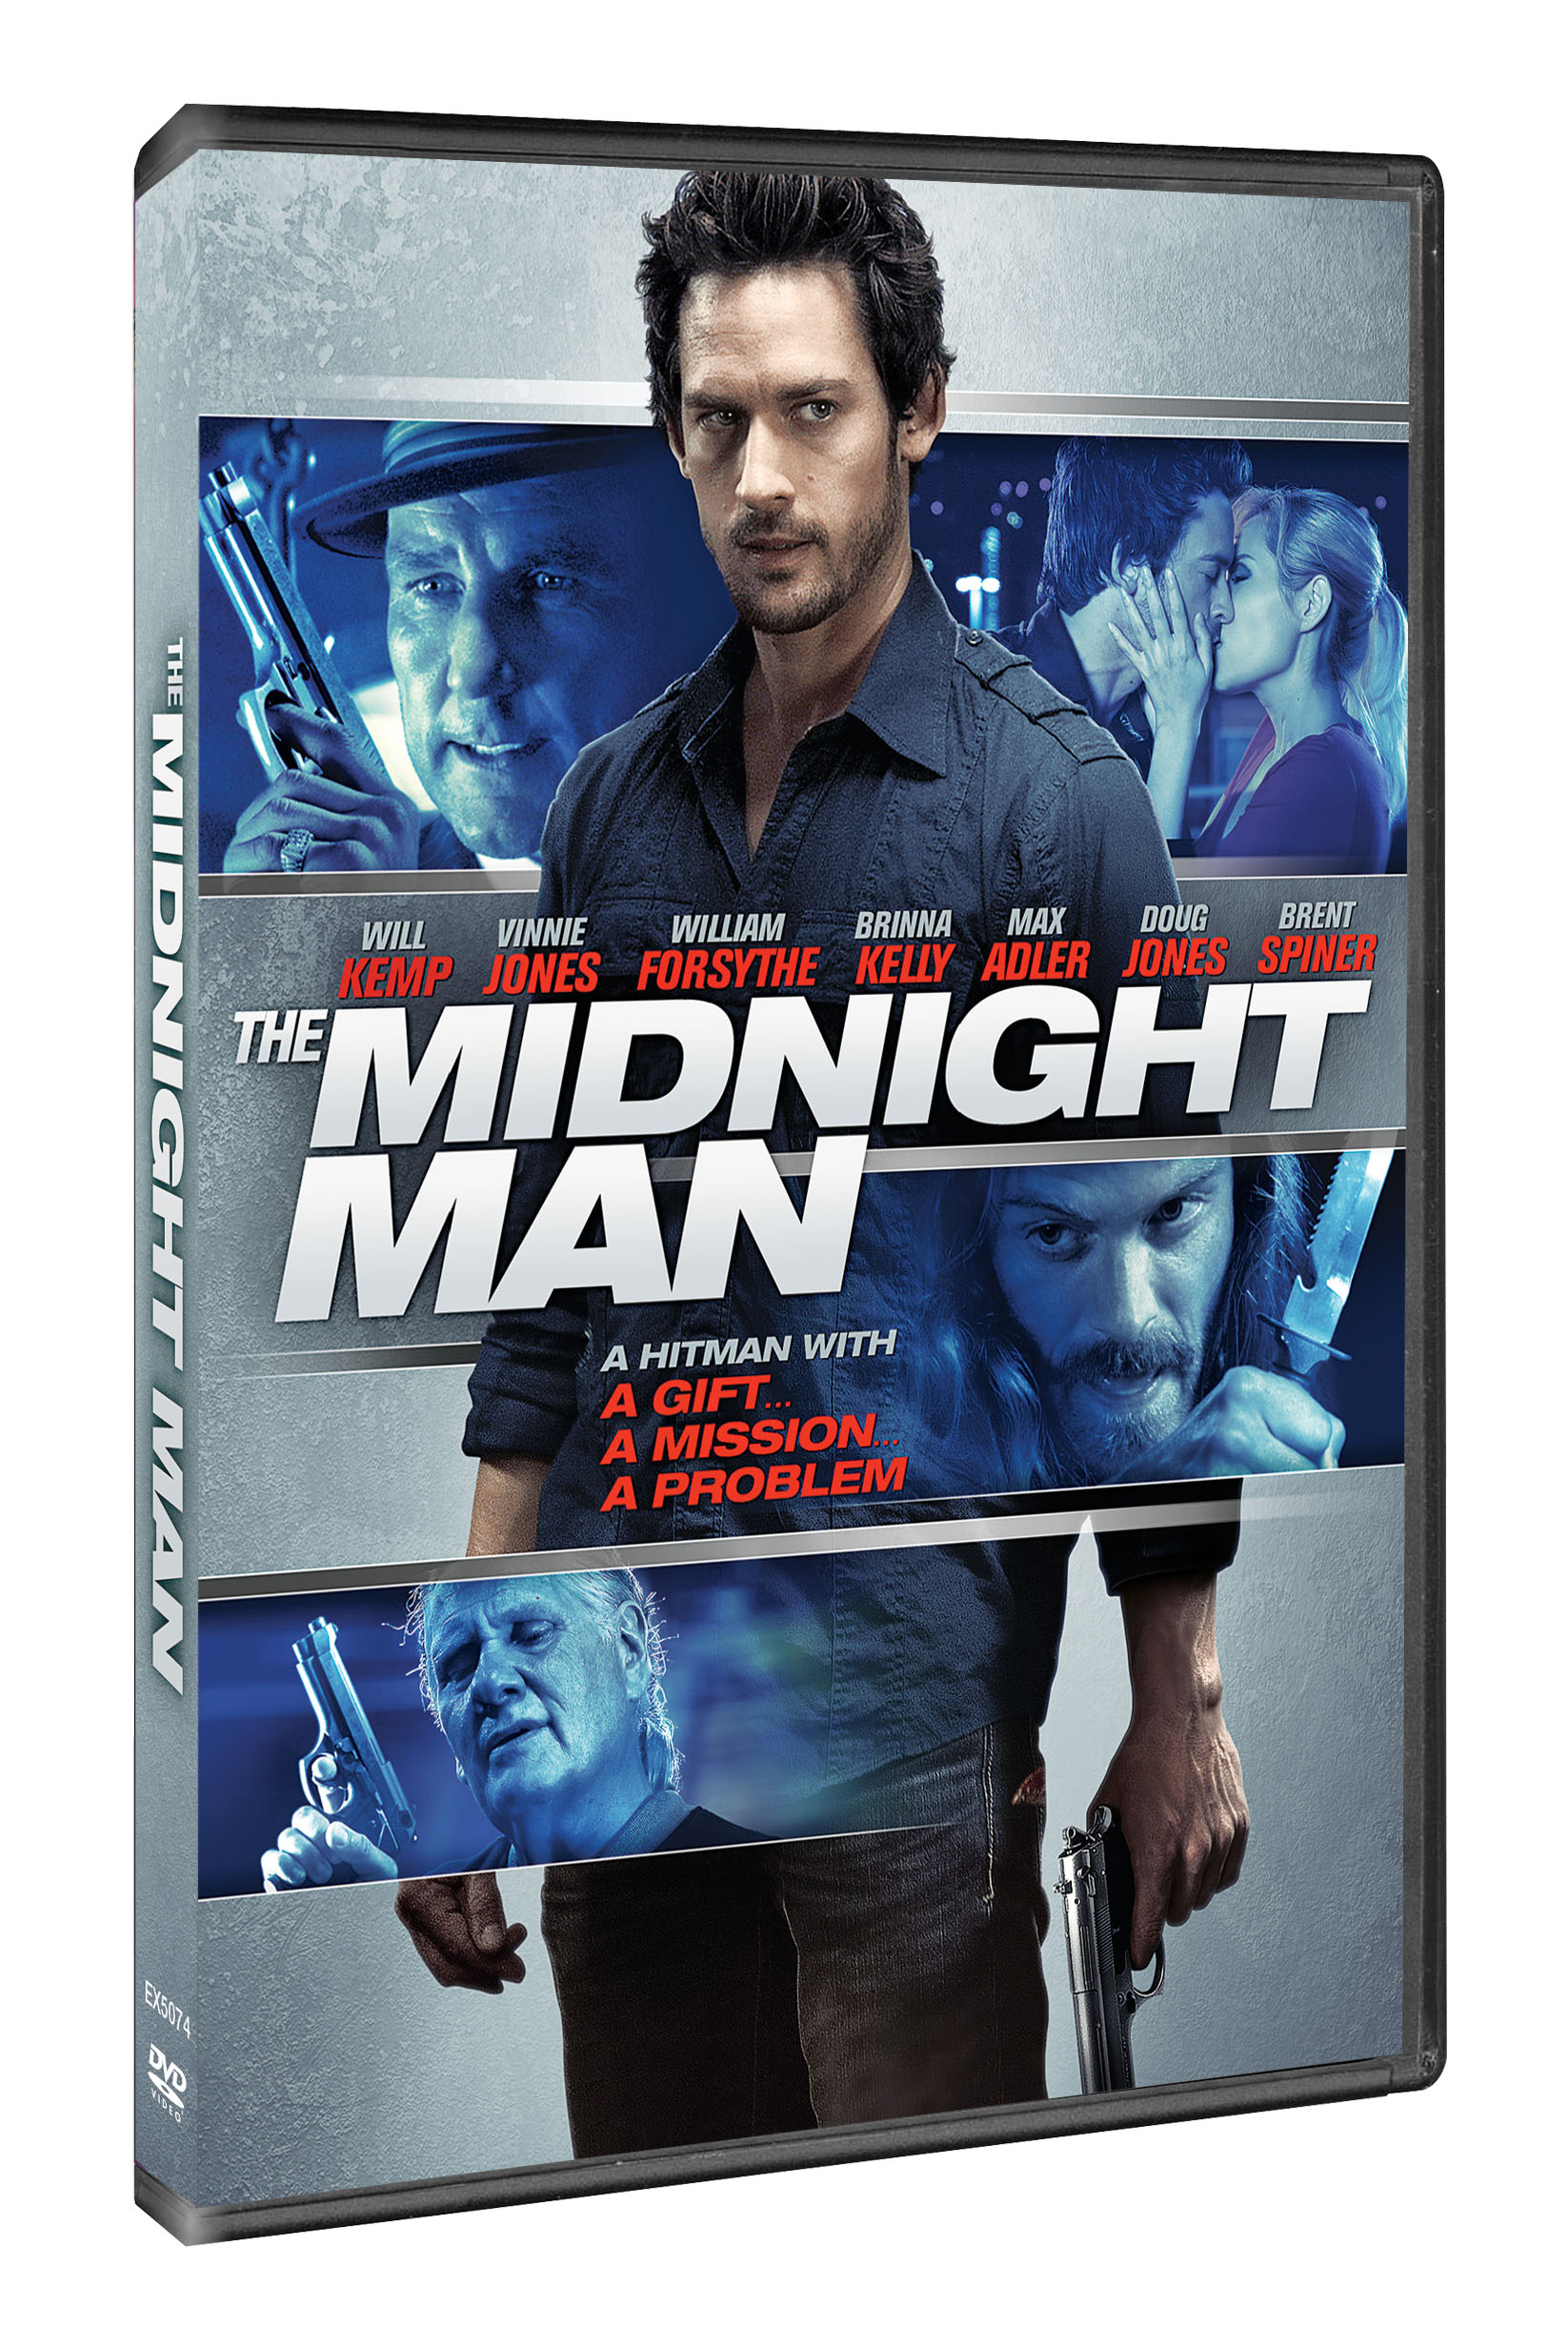 WILL VINNIE WILLIAM BRINNA MAX DOUG BRENT
KEMP JONES FORSYTHE KELLY ADLER JONES SPINER
THE MIDNIGHT
MAN
A HITMAN WITH
A GIFT...
A MISSION...
A PROBLEM
THE MIDNIGHT MAN
EX5074
DVD
VIDEO